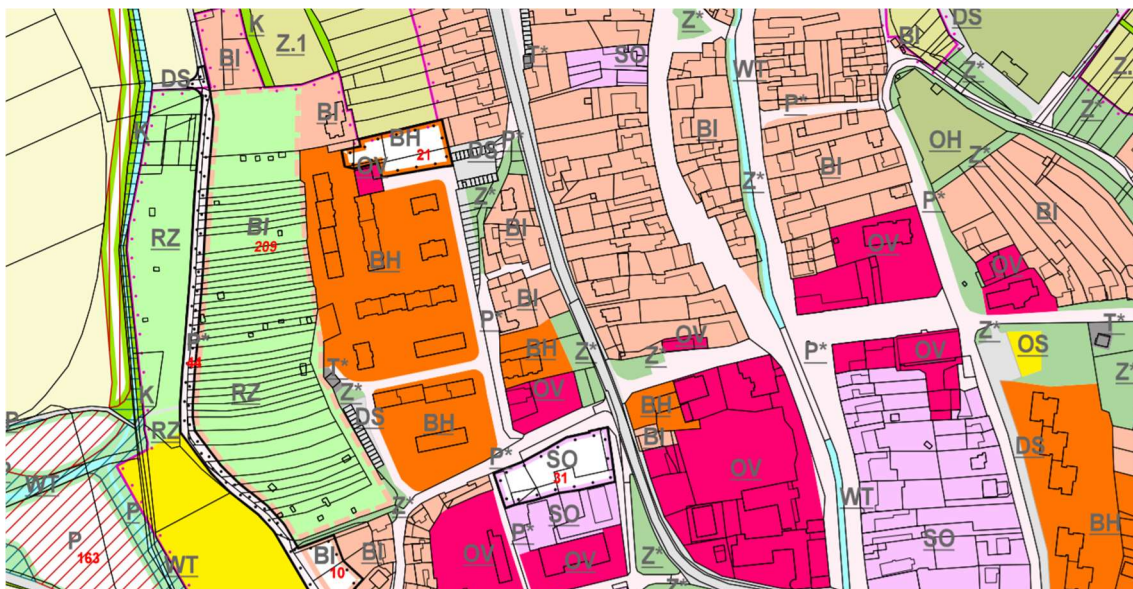 K
Z.1
BI
DS
T*
Z*
SO
WT
BI
DS
Z*
Z.
K
BI
BH
21
OV
P*
DS
Z*
BI
Z*
P*
BI
OH
Z*
Z*
P*
RZ
BI
209
BH
BI
BI
OV
OV
BI
P*
P*
44
T*
Z*
DS
RZ
BH
BH
OV
Z*
Z*
OV
P*
OV
Z*
OS
T*
Z*
K
P
RZ
WT
P
P
163
WT
Z*
P*
SO
31
BH
BI
OV
WT
SO
DS
BH
BI
10
BI
OV
P*
SO
OV
Z*
Z*